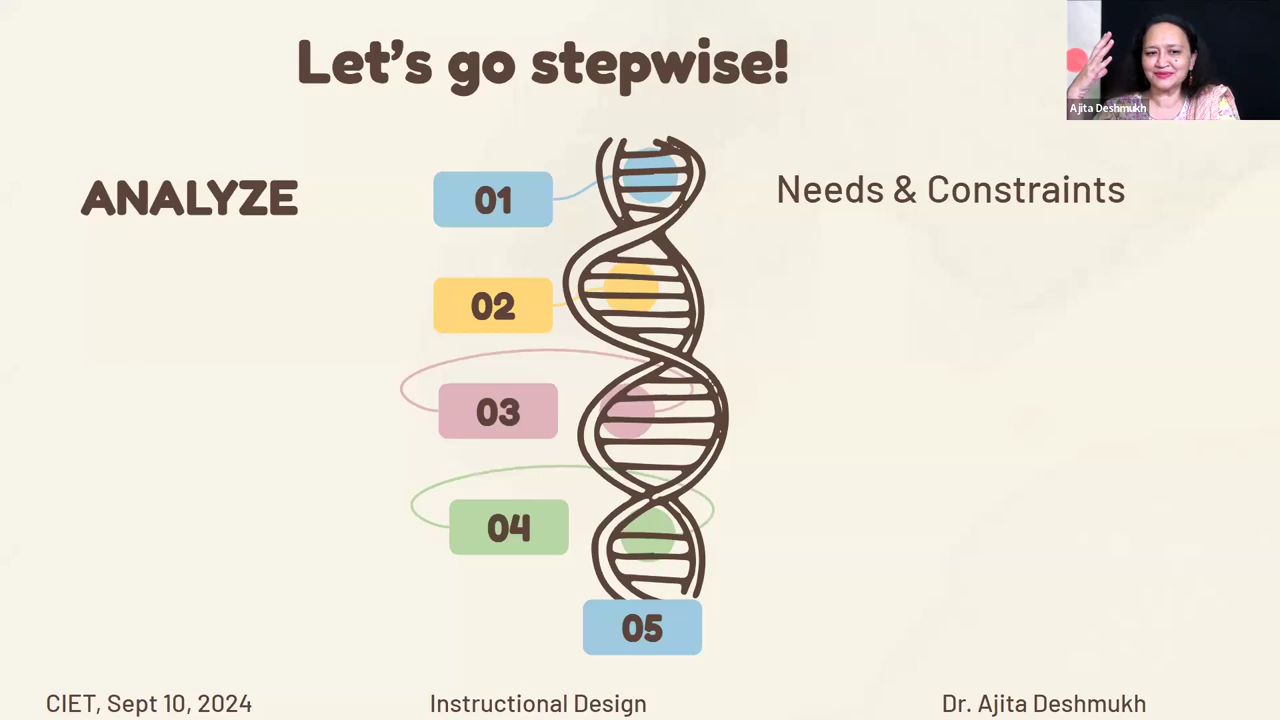 Let's go stepwise!
Ajita Deshmukh
ANALYZE
01
Needs & Constraints
02
03
04
05
CIET, Sept 10, 2024
Instructional Design
Dr. Ajita Deshmukh